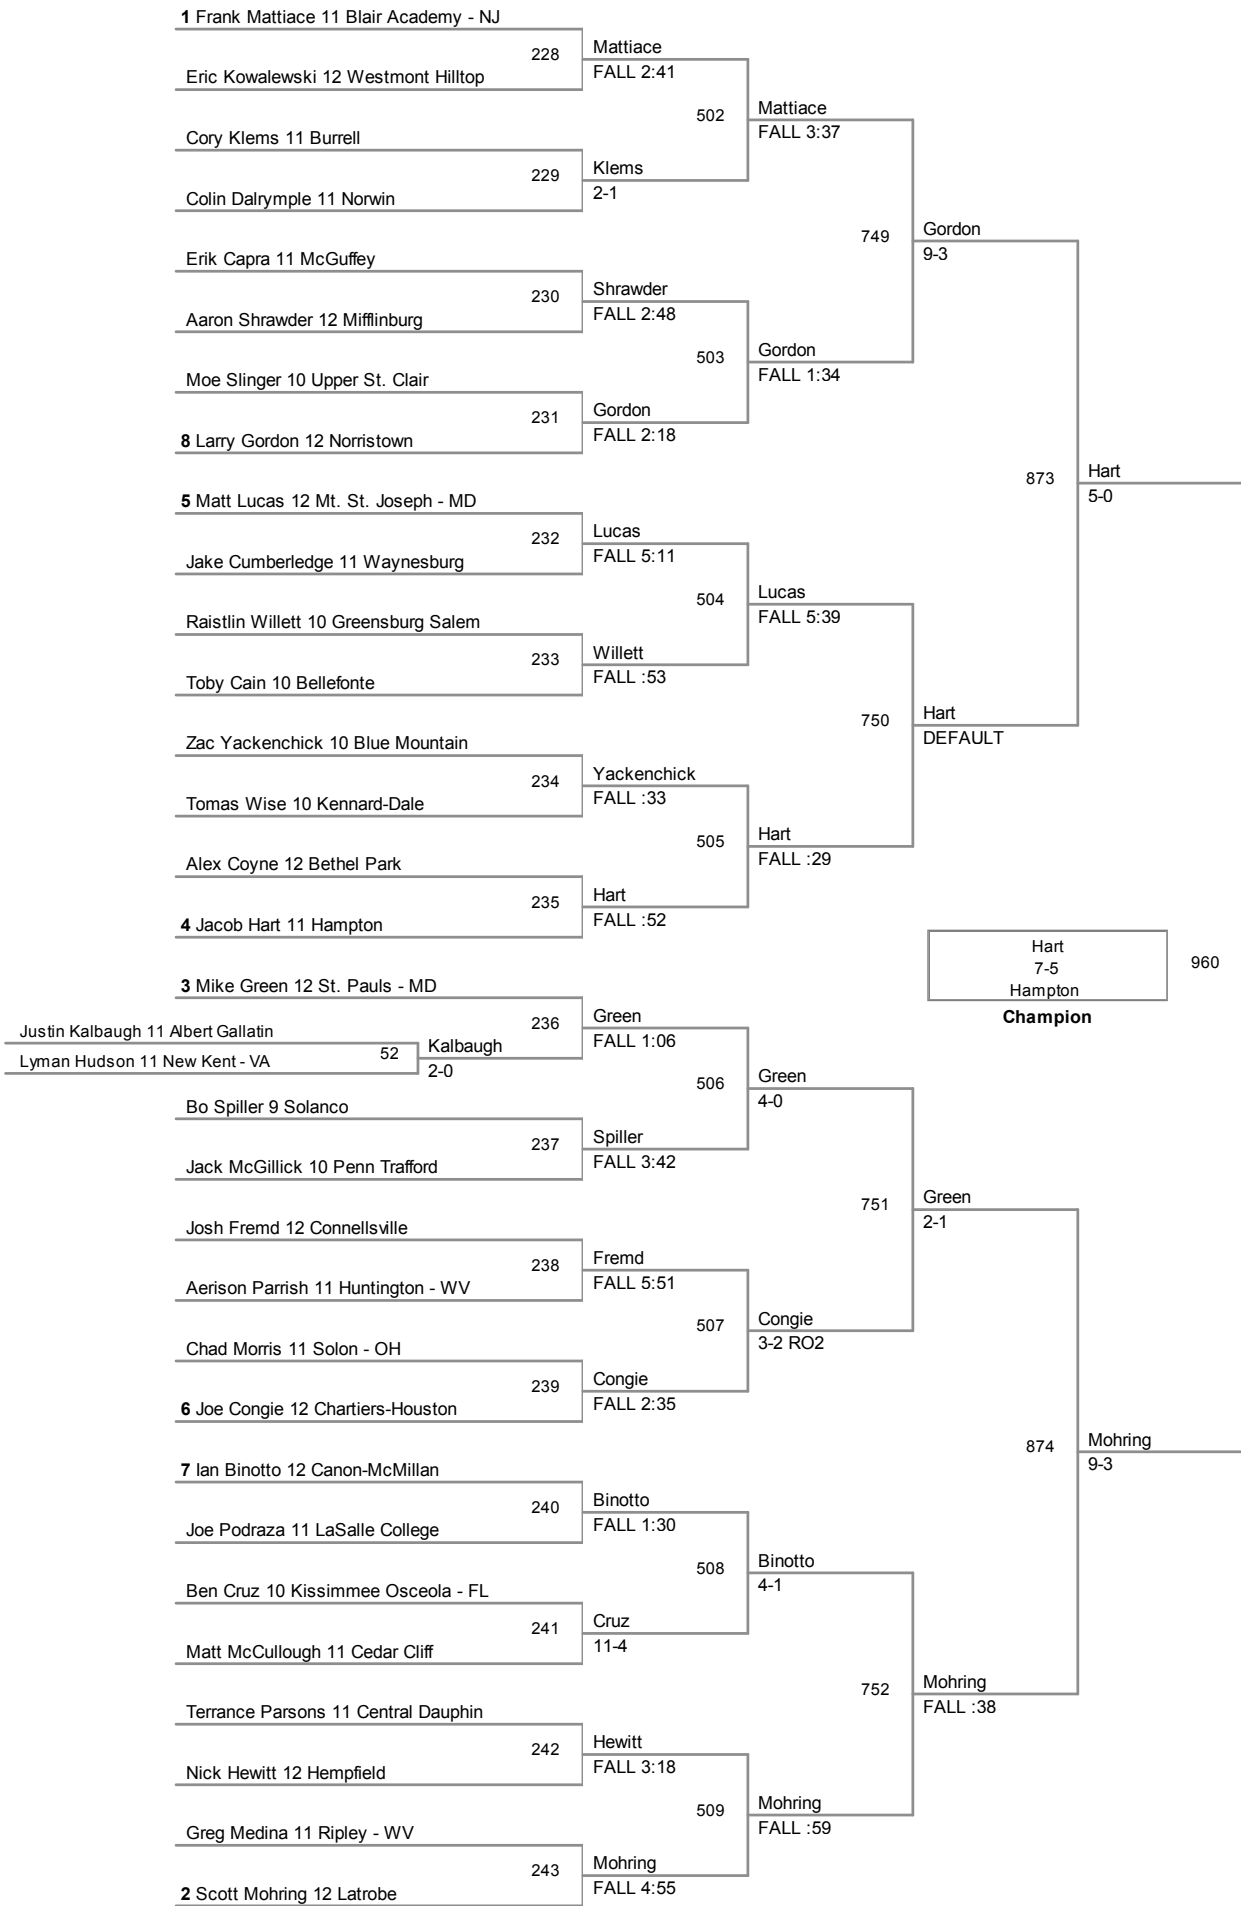 1 Frank Mattiace 11 Blair Academy - NJ
228
Mattiace
FALL 2:41
Eric Kowalewski 12 Westmont Hilltop
502
Mattiace
FALL 3:37
Cory Klems 11 Burrell
229
Klems
2-1
Colin Dalrymple 11 Norwin
749
Gordon
9-3
Erik Capra 11 McGuffey
230
Shrawder
FALL 2:48
Aaron Shrawder 12 Mifflinburg
503
Gordon
FALL 1:34
Moe Slinger 10 Upper St. Clair
231
Gordon
FALL 2:18
8 Larry Gordon 12 Norristown
873
Hart
5-0
5 Matt Lucas 12 Mt. St. Joseph - MD
232
Lucas
FALL 5:11
Jake Cumberledge 11 Waynesburg
504
Lucas
FALL 5:39
Raistlin Willett 10 Greensburg Salem
233
Willett
FALL :53
Toby Cain 10 Bellefonte
750
Hart
DEFAULT
Zac Yackenchick 10 Blue Mountain
234
Yackenchick
FALL :33
Tomas Wise 10 Kennard-Dale
505
Hart
FALL :29
Alex Coyne 12 Bethel Park
235
Hart
FALL :52
4 Jacob Hart 11 Hampton
Hart
7-5
Hampton
960
Champion
3 Mike Green 12 St. Pauls - MD
236
Green
FALL 1:06
Justin Kalbaugh 11 Albert Gallatin
52
Kalbaugh
2-0
Lyman Hudson 11 New Kent - VA
506
Green
4-0
Bo Spiller 9 Solanco
237
Spiller
FALL 3:42
Jack McGillick 10 Penn Trafford
751
Green
2-1
Josh Fremd 12 Connellsville
238
Fremd
FALL 5:51
Aerison Parrish 11 Huntington - WV
507
Congie
3-2 RO2
Chad Morris 11 Solon - OH
239
Congie
FALL 2:35
6 Joe Congie 12 Chartiers-Houston
874
Mohring
9-3
7 Ian Binotto 12 Canon-McMillan
240
Binotto
FALL 1:30
Joe Podraza 11 LaSalle College
508
Binotto
4-1
Ben Cruz 10 Kissimmee Osceola - FL
241
Cruz
11-4
Matt McCullough 11 Cedar Cliff
752
Mohring
FALL :38
Terrance Parsons 11 Central Dauphin
242
Hewitt
FALL 3:18
Nick Hewitt 12 Hempfield
509
Mohring
FALL :59
Greg Medina 11 Ripley - WV
243
Mohring
FALL 4:55
2 Scott Mohring 12 Latrobe